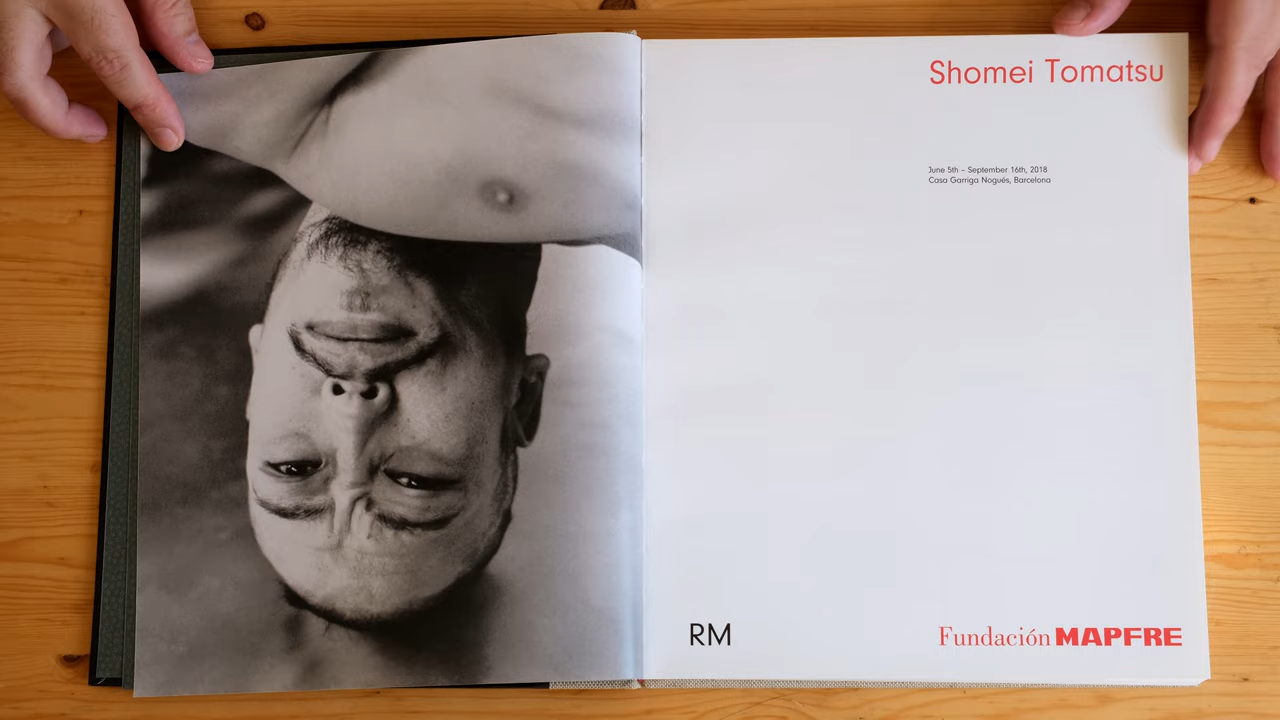 Shomei Tomatsu
June 5th - September 16th, 2018
Casa Garriga Nogués, Barcelona
RM
Fundación MAPFRE